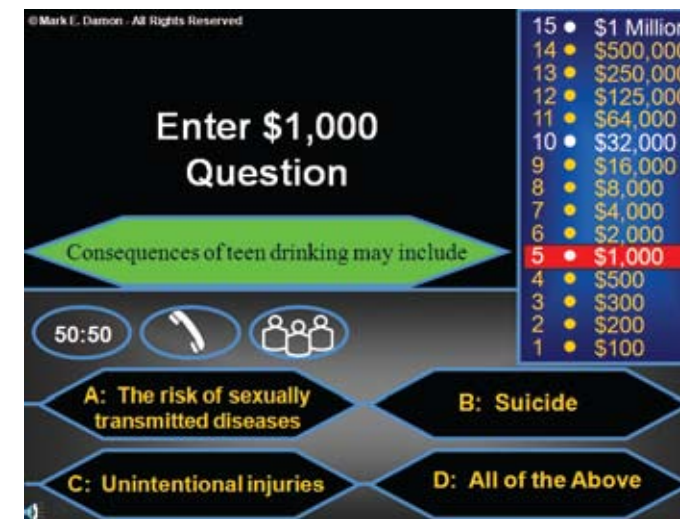 ©Mark E. Damon - All Rights Reserved
Enter $1,000
Question
Consequences of teen drinking may include
50:50
A: The risk of sexually
transmitted diseases
B: Suicide
C: Unintentional injuries
D: All of the Above
15 $1 Million
14 $500,000
13 $250,000
12 $125,000
11 $64,000
10 $32,000
9 $16,000
8 $8,000
7 $4,000
6 $2,000
5 $1,000
4 $500
3 $300
2 $200
1 $100